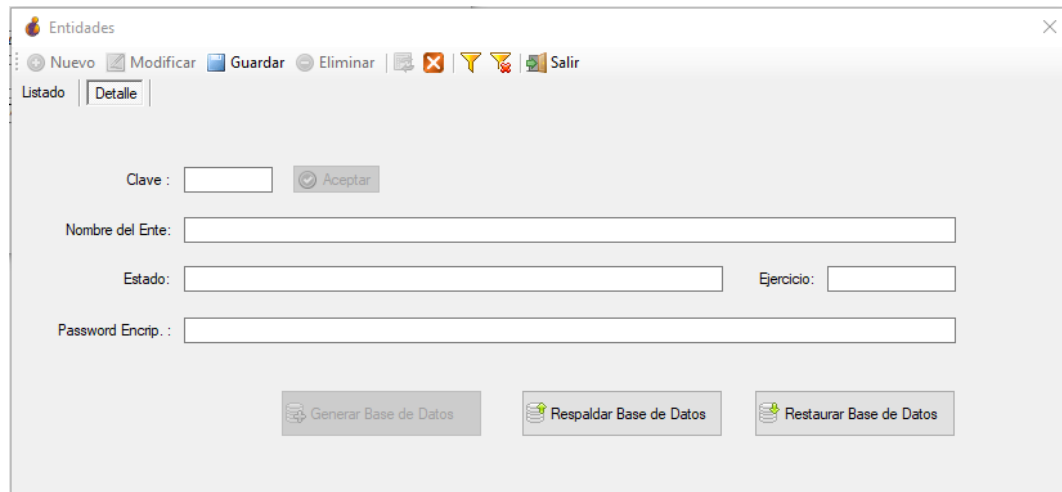 Entidades
Nuevo Modificar Guardar Eliminar Salir
Listado Detalle
Clave : Aceptar
Nombre del Ente:
Estado: Ejercicio:
Password Encrip. :
Generar Base de Datos Respaldar Base de Datos Restaurar Base de Datos